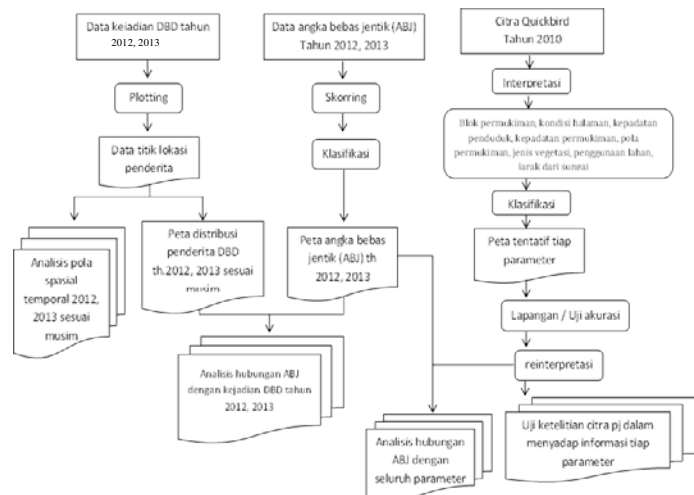 Data kejadian DBD tahun
2012, 2013
Data angka bebas jentik (ABJ)
Tahun 2012, 2013
Citra Quickbird
Tahun 2010
Plotting
Skorring
Interpretasi
Data titik lokasi
penderita
Klasifikasi
Blok permukiman, kondisi halaman, kepadatan
penduduk, kepadatan permukiman, pola
permukiman, jenis vegetasi, penggunaan lahan,
jarak dari sungai
Klasifikasi
Analisis pola
spasial
temporal 2012,
2013 sesuai
musim
Peta distribusi
penderita DBD
th.2012, 2013 sesuai
musim
Peta angka bebas
jentik (ABJ) th
2012, 2013
Peta tentatif tiap
parameter
Lapangan / Uji akurasi
reinterpretasi
Analisis hubungan ABJ
dengan kejadian DBD tahun
2012, 2013
Analisis hubungan
ABJ dengan
seluruh parameter
Uji ketelitian citra pj dalam
menyadap informasi tiap
parameter